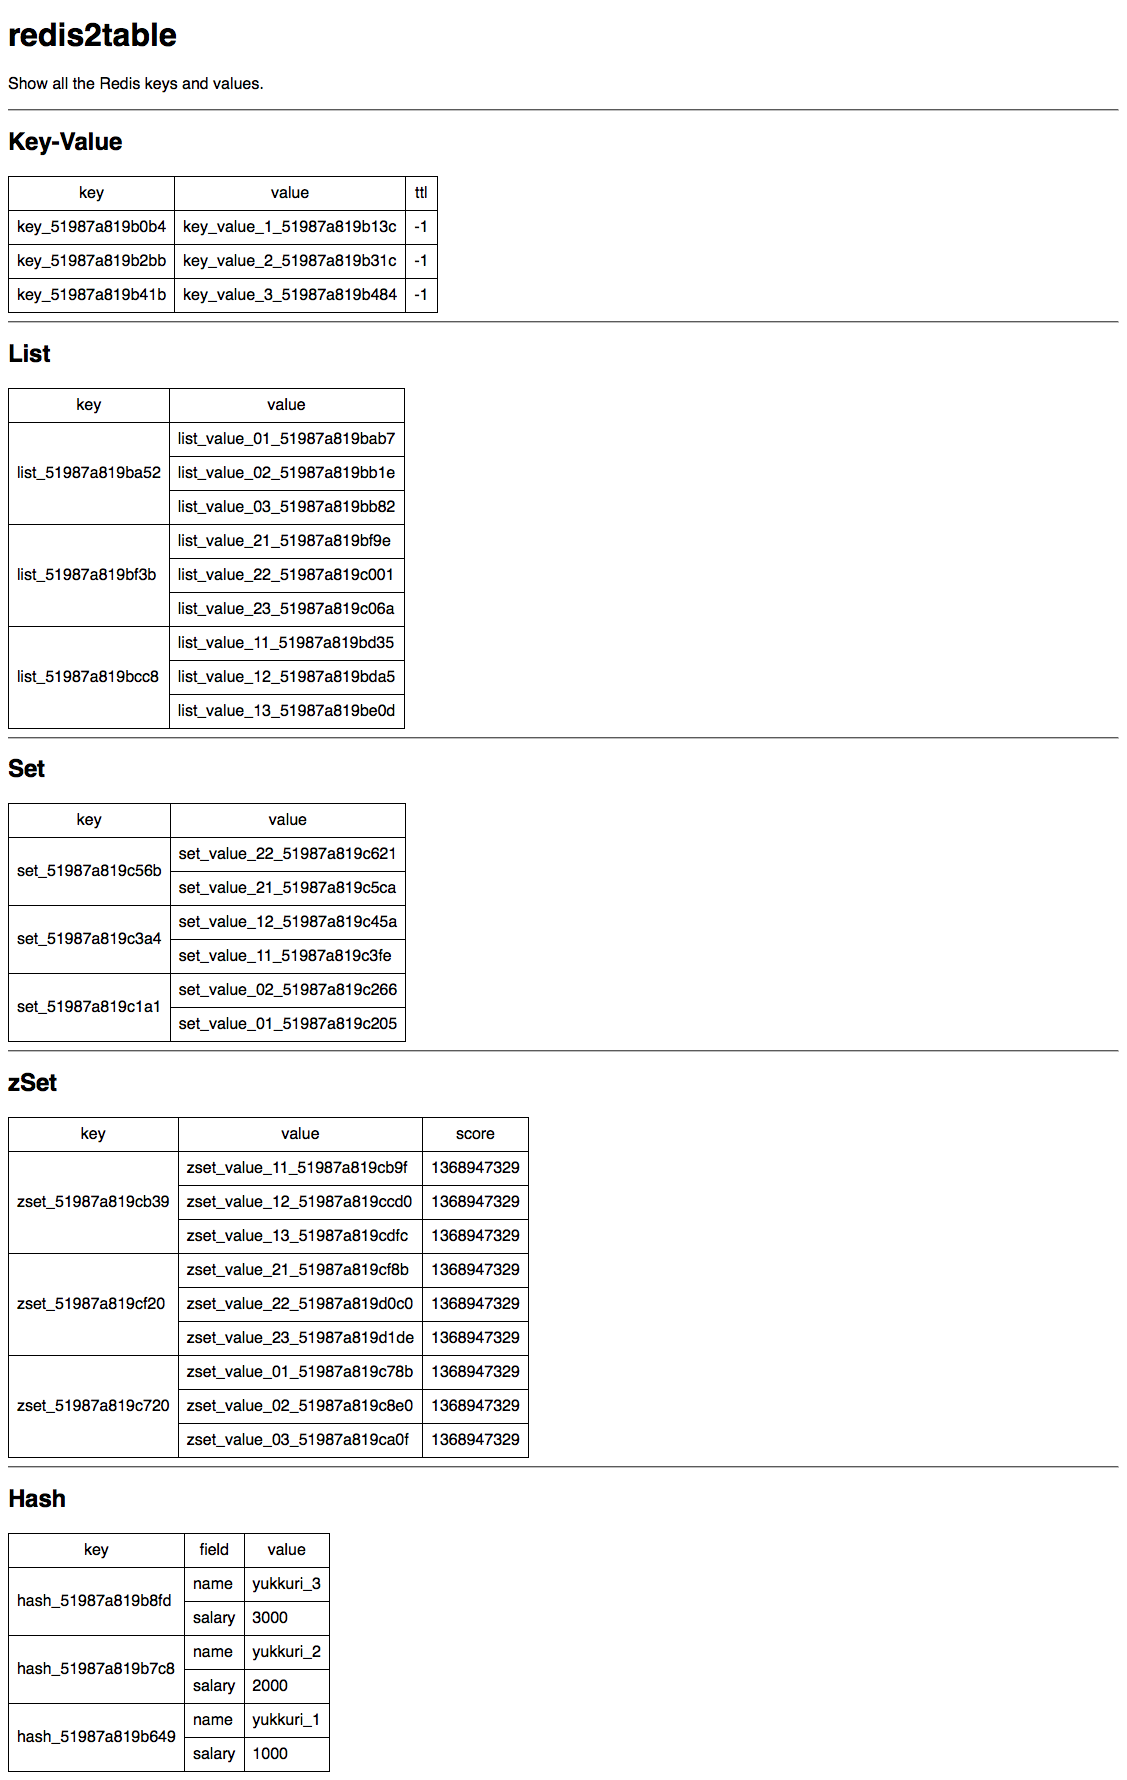 redis2table
Show all the Redis keys and values.
Key-Value
key value ttl
key_51987a819b0b4 key_value_1_51987a819b13c -1
key_51987a819b2bb key_value_2_51987a819b31c -1
key_51987a819b41b key_value_3_51987a819b484 -1
List
key value
list_51987a819ba52 list_value_01_51987a819bab7
list_value_02_51987a819bb1e
list_value_03_51987a819bb82
list_51987a819bf3b list_value_21_51987a819bf9e
list_value_22_51987a819c001
list_value_23_51987a819c06a
list_51987a819bcc8 list_value_11_51987a819bd35
list_value_12_51987a819bda5
list_value_13_51987a819be0d
Set
key value
set_51987a819c56b set_value_22_51987a819c621
set_value_21_51987a819c5ca
set_51987a819c3a4 set_value_12_51987a819c45a
set_value_11_51987a819c3fe
set_51987a819c1a1 set_value_02_51987a819c266
set_value_01_51987a819c205
zSet
key value score
zset_51987a819cb39 zset_value_11_51987a819cb9f 1368947329
zset_value_12_51987a819ccd0 1368947329
zset_value_13_51987a819cdfc 1368947329
zset_51987a819cf20 zset_value_21_51987a819cf8b 1368947329
zset_value_22_51987a819d0c0 1368947329
zset_value_23_51987a819d1de 1368947329
zset_51987a819c720 zset_value_01_51987a819c78b 1368947329
zset_value_02_51987a819c8e0 1368947329
zset_value_03_51987a819ca0f 1368947329
Hash
key field value
hash_51987a819b8fd name yukkuri_3
salary 3000
hash_51987a819b7c8 name yukkuri_2
salary 2000
hash_51987a819b649 name yukkuri_1
salary 1000